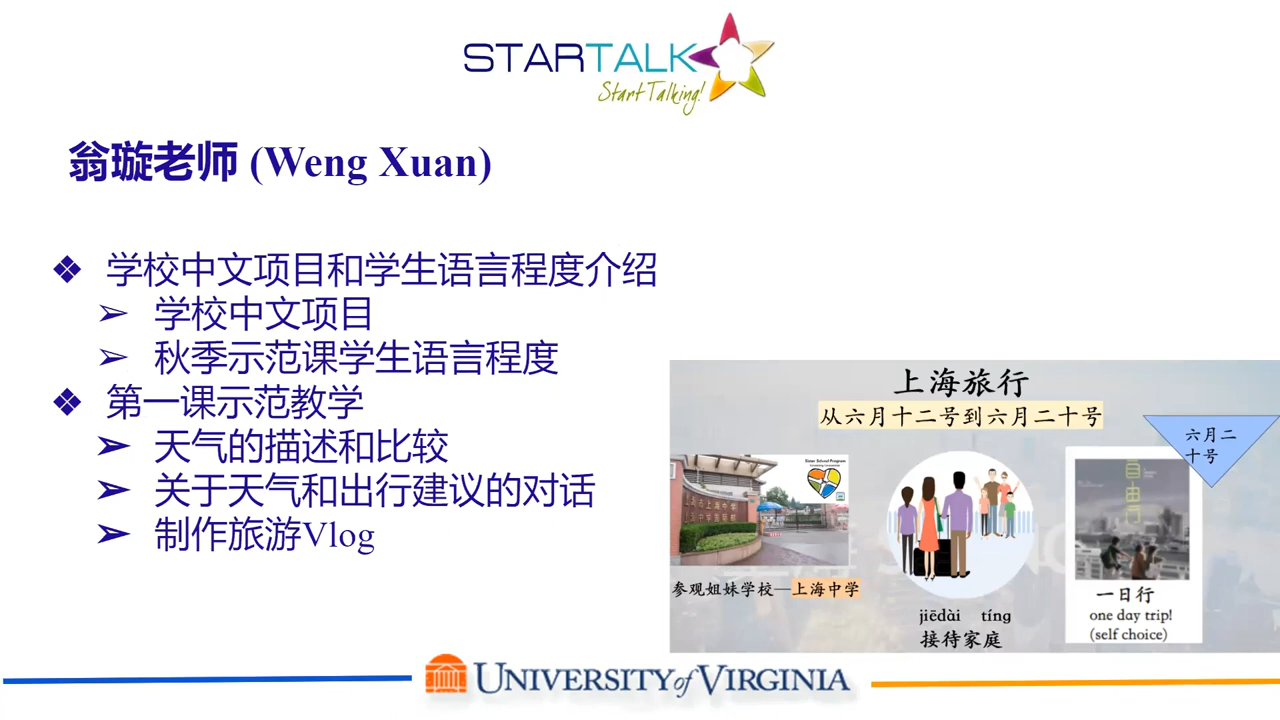 STARTALK
Start Talking!
翁璇老师 (Weng Xuan)
❖ 学校中文项目和学生语言程度介绍
➢ 学校中文项目
➢ 秋季示范课学生语言程度
❖ 第一课示范教学
➢ 天气的描述和比较
➢ 关于天气和出行建议的对话
➢ 制作旅游Vlog
上海旅行
从六月十二号到六月二十号
六月二
十号
Sister School Program
自由行
参观姐妹学校—上海中学
jiēdài tíng
接待家庭
一日行
one day trip!
(self choice)
UNIVERSITY of VIRGINIA